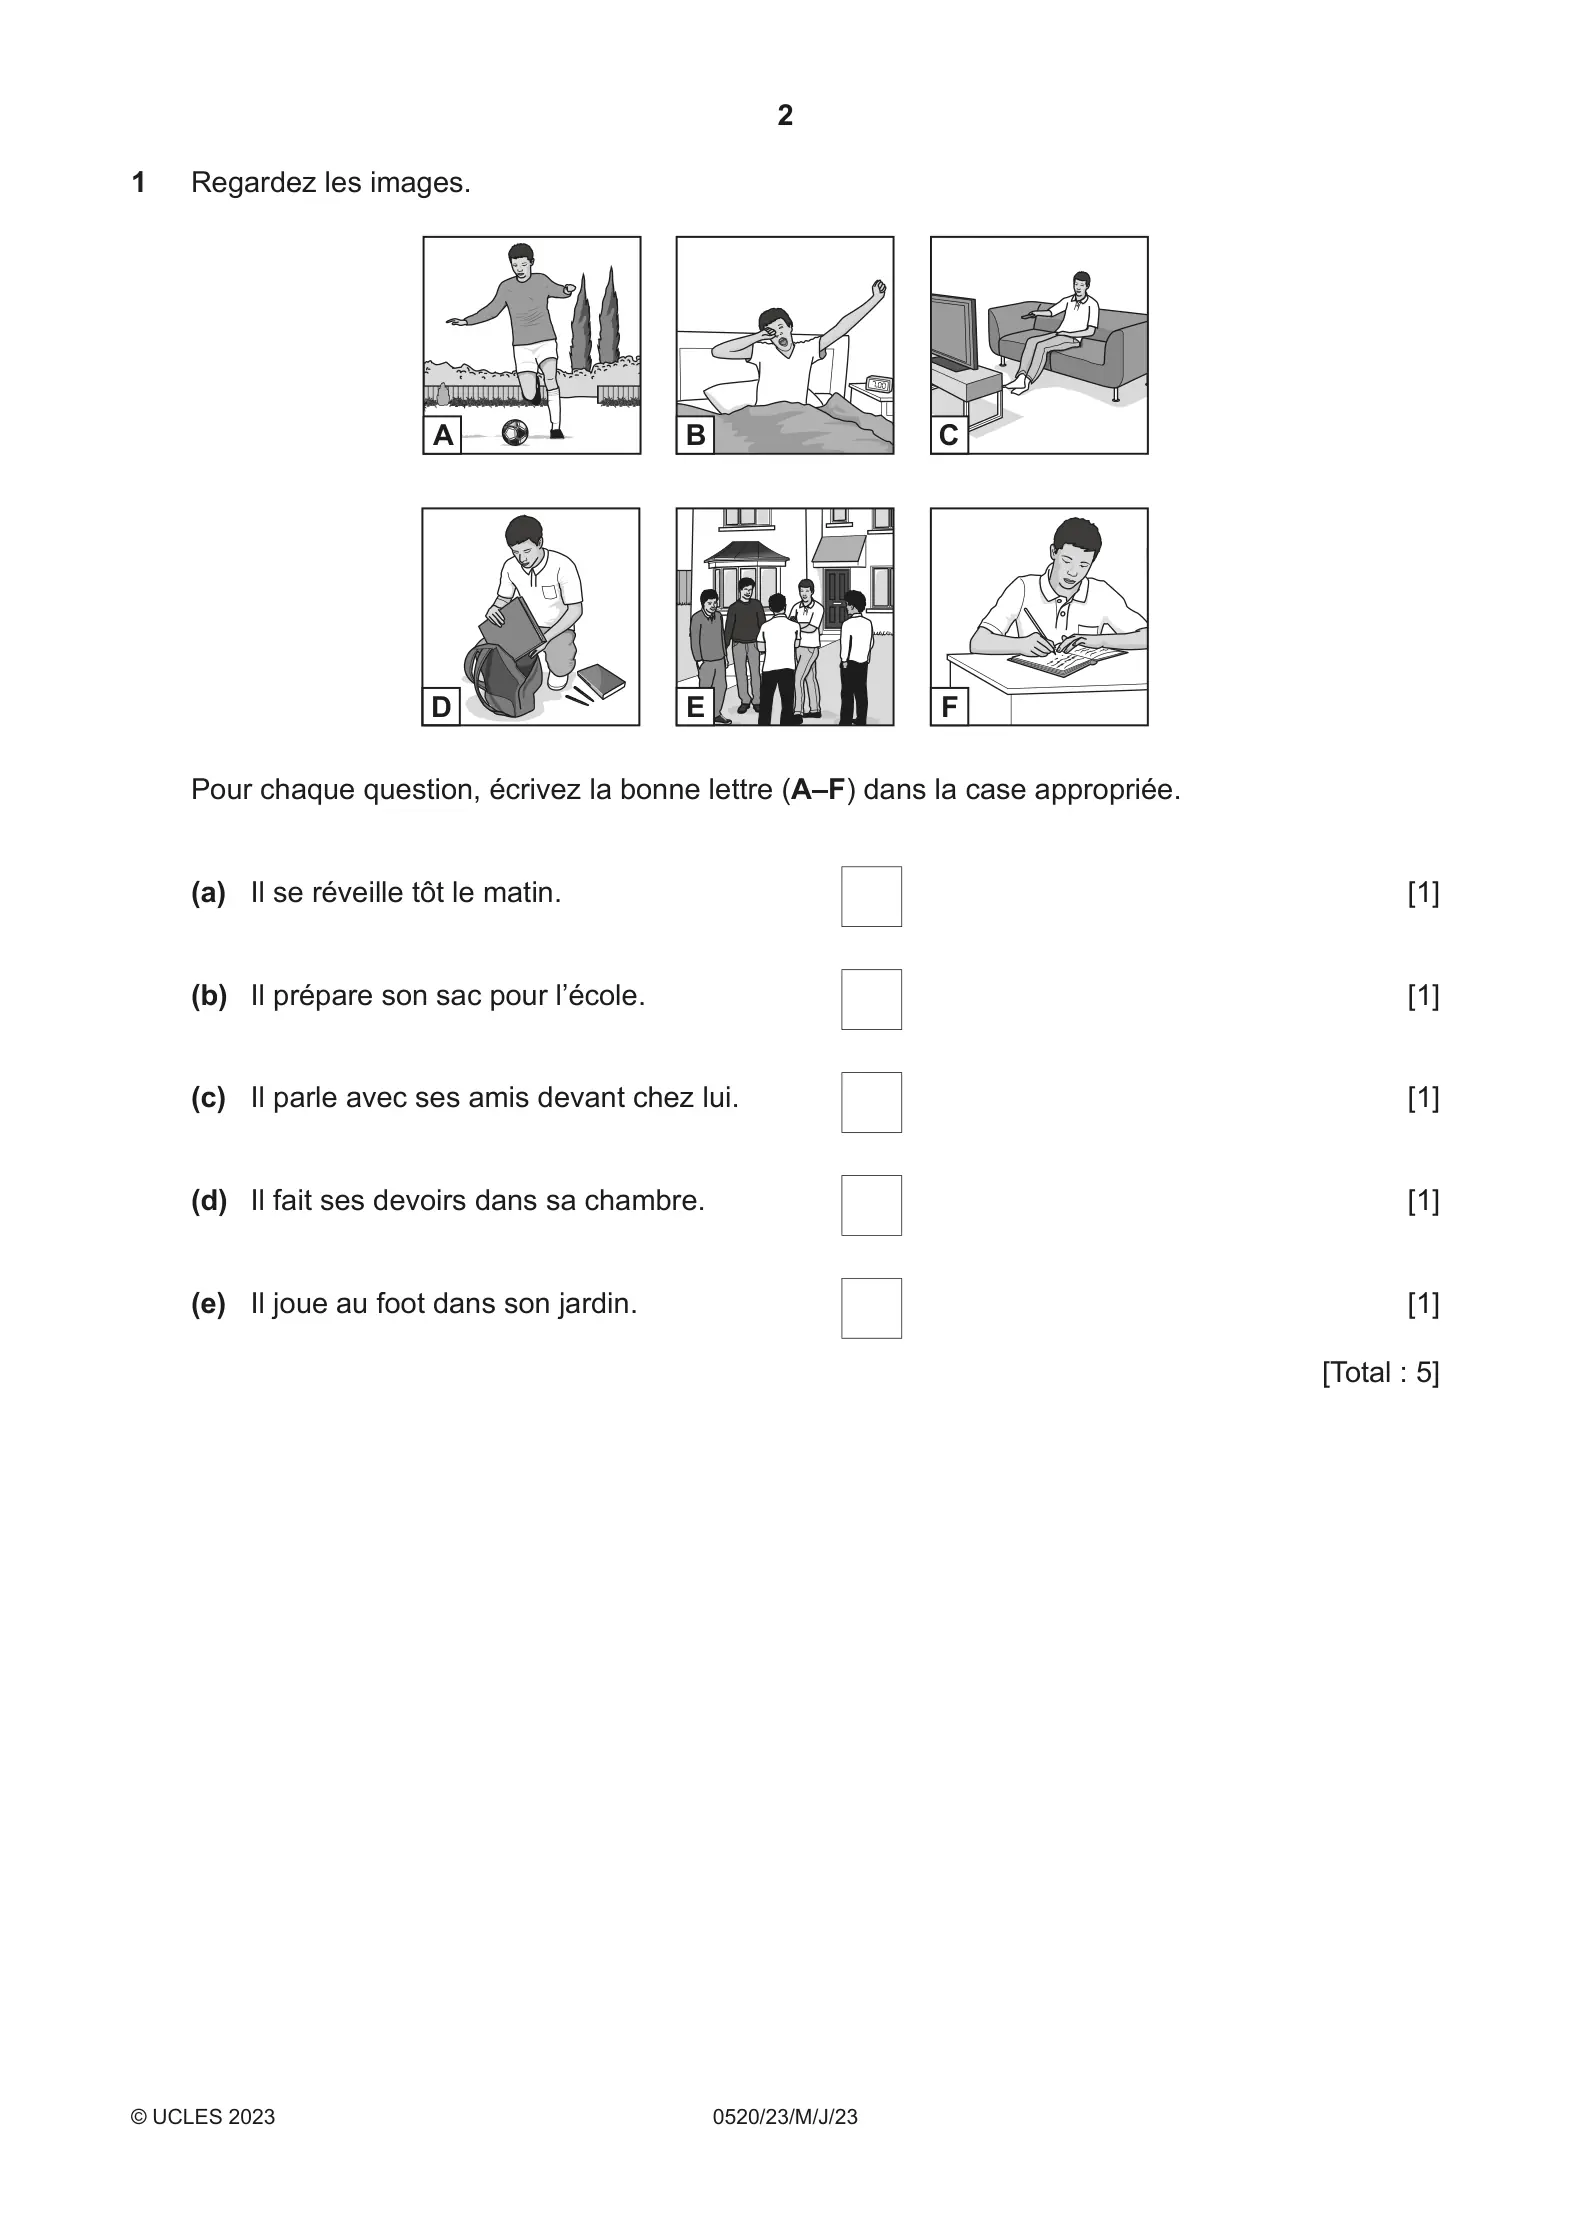 2
1 Regardez les images.
A
B
C
D
E
F
Pour chaque question, écrivez la bonne lettre (A–F) dans la case appropriée.
(a) Il se réveille tôt le matin. [1]
(b) Il prépare son sac pour l’école. [1]
(c) Il parle avec ses amis devant chez lui. [1]
(d) Il fait ses devoirs dans sa chambre. [1]
(e) Il joue au foot dans son jardin. [1]
[Total : 5]
© UCLES 2023 0520/23/M/J/23